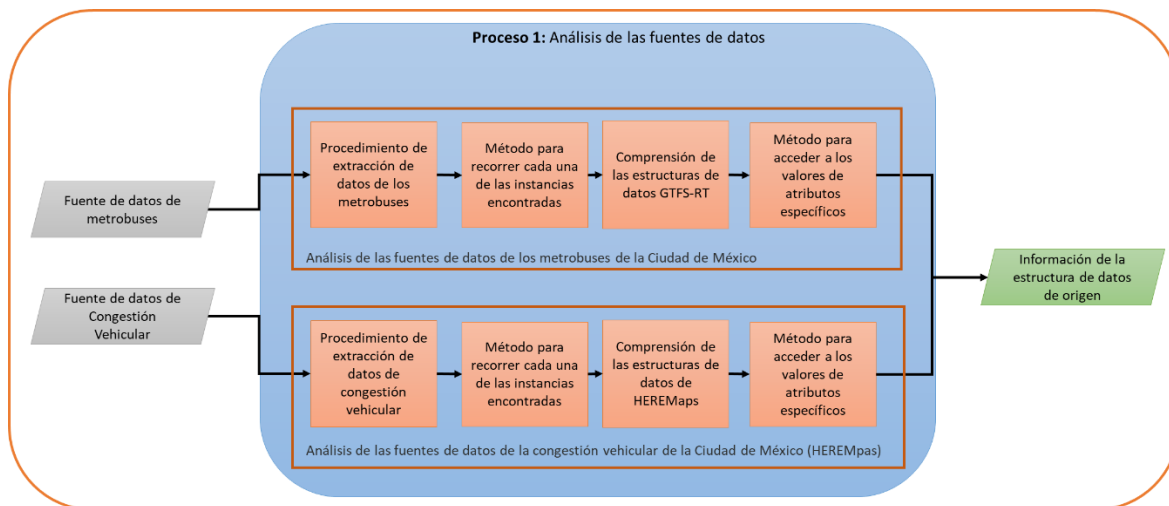 Proceso 1: Análisis de las fuentes de datos
Fuente de datos de
metrobuses
Procedimiento de
extracción de
datos de los
metrobuses
Método para
recorrer cada una
de las instancias
encontradas
Comprensión de
las estructuras de
datos GTFS-RT
Método para
acceder a los
valores de
atributos
específicos
Análisis de las fuentes de datos de los metrobuses de la Ciudad de México
Fuente de datos de
Congestión
Vehicular
Procedimiento de
extracción de
datos de
congestión
vehicular
Método para
recorrer cada una
de las instancias
encontradas
Comprensión de
las estructuras de
datos de
HEREMaps
Método para
acceder a los
valores de
atributos
específicos
Análisis de las fuentes de datos de la congestión vehicular de la Ciudad de México (HEREMpas)
Información de la
estructura de datos
de origen